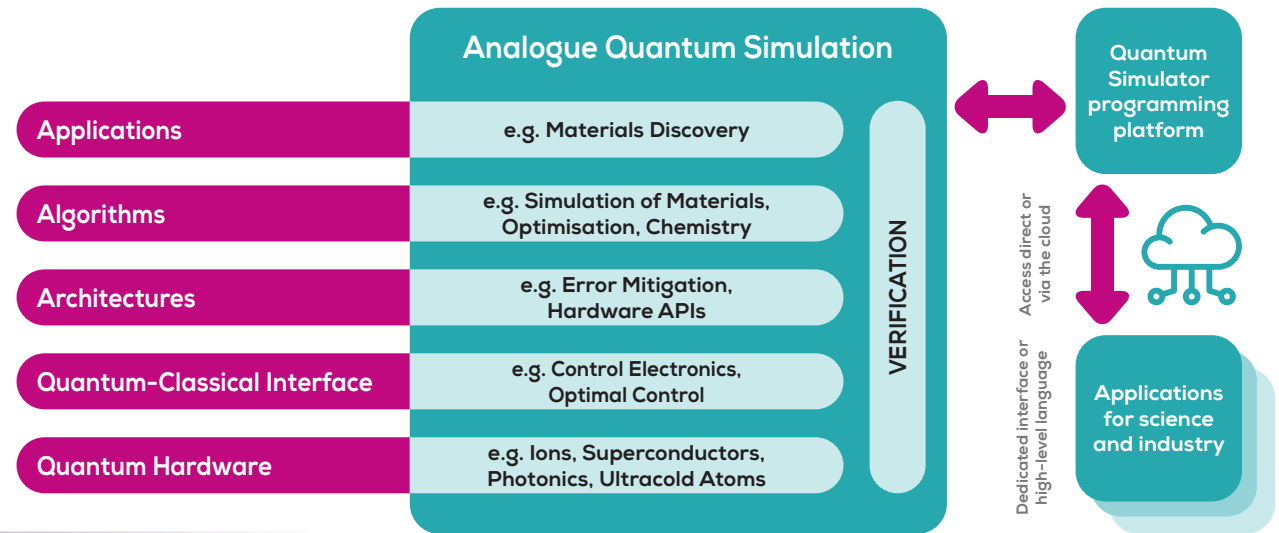 Analogue Quantum Simulation
Applications
e.g. Materials Discovery
Algorithms
e.g. Simulation of Materials,
Optimisation, Chemistry
Architectures
e.g. Error Mitigation,
Hardware APIs
Quantum-Classical Interface
e.g. Control Electronics,
Optimal Control
Quantum Hardware
e.g. Ions, Superconductors,
Photonics, Ultracold Atoms
VERIFICATION
Quantum
Simulator
programming
platform
Access direct or
via the cloud
Dedicated interface or
high-level language
Applications
for science
and industry